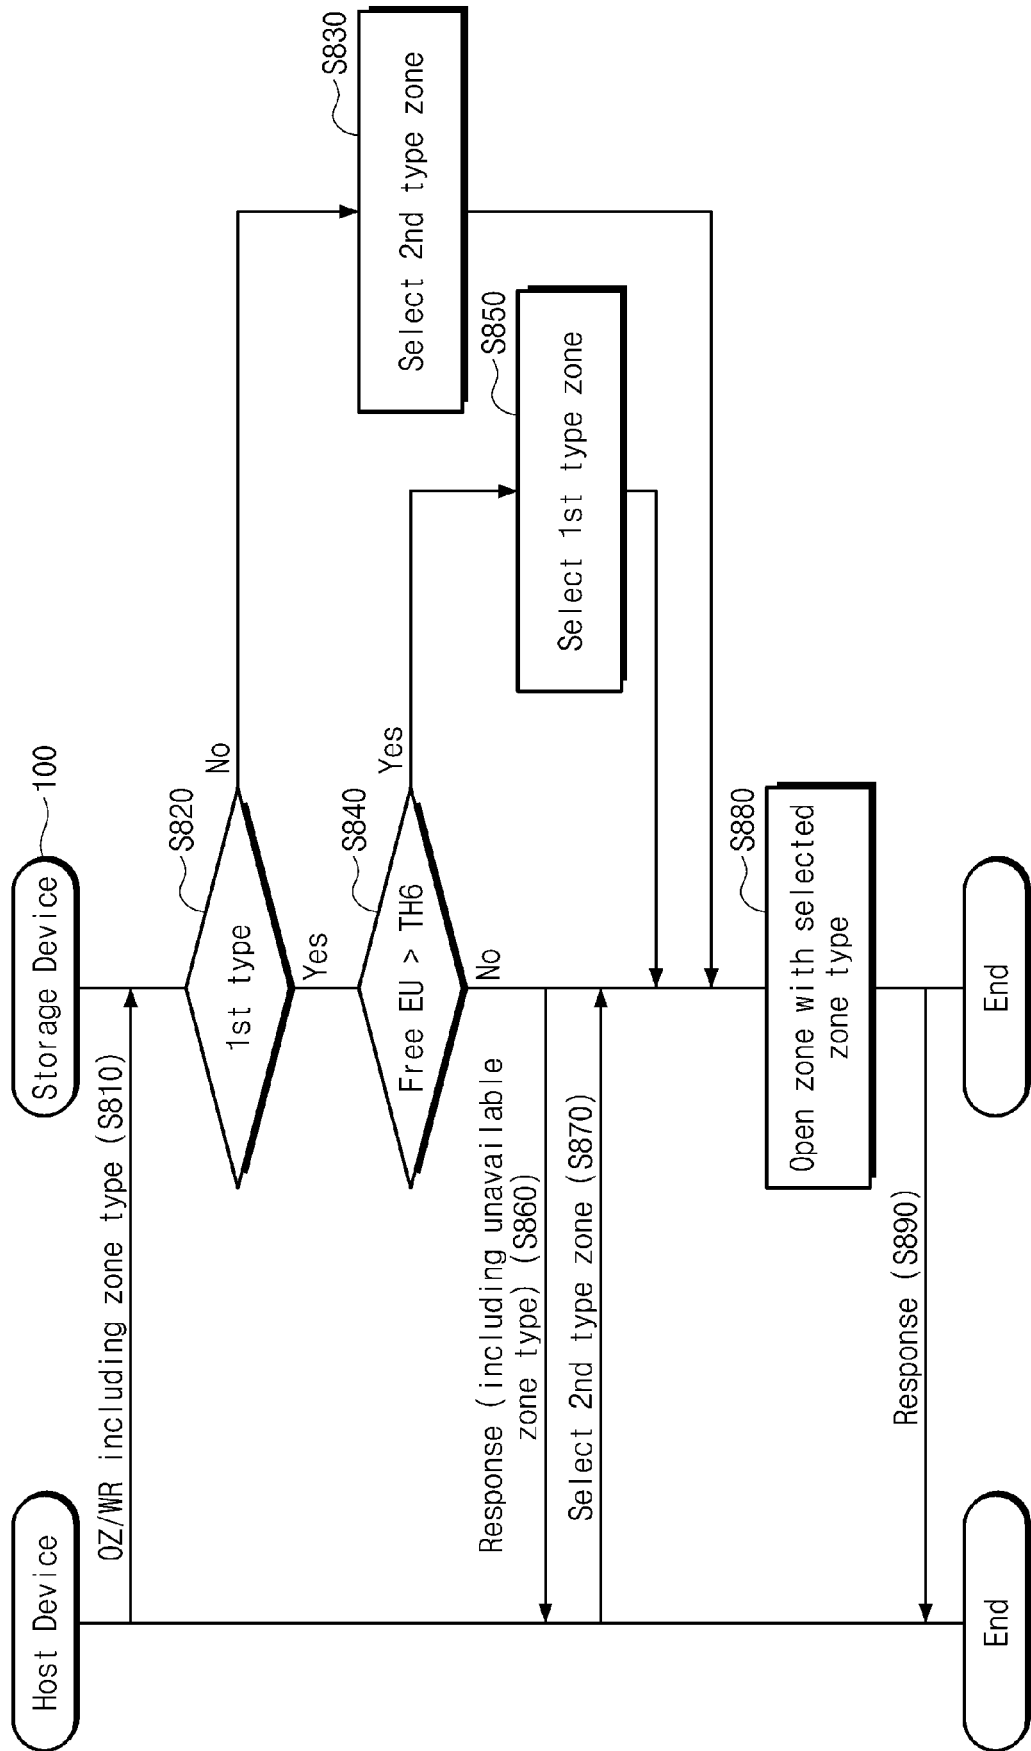 Host Device
Storage Device
100
OZ/WR including zone type (S810)
1st type
S820
No
Yes
Select 2nd type zone
S830
Free EU > TH6
S840
Yes
No
Select 1st type zone
S850
Response (including unavailable
zone type) (S860)
Select 2nd type zone (S870)
Open zone with selected
zone type
S880
Response (S890)
End
End